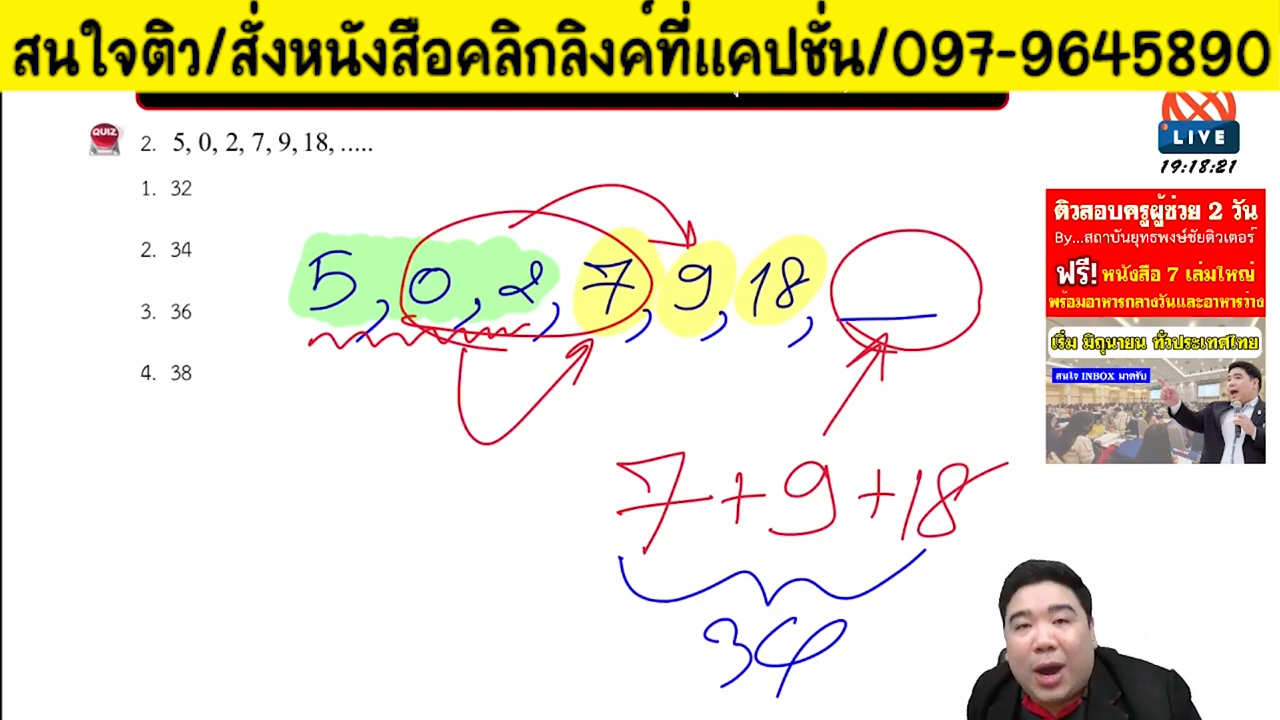 สนใจติว/สั่งหนังสือคลิกลิงค์ที่แคปชั่น/097-9645890
QUIZ
2. 5, 0, 2, 7, 9, 18, .....
1. 32
2. 34
3. 36
4. 38
5, 0, 2, 7, 9, 18,
7+9+18
34
LIVE
19:18:21
ติวสอบครูผู้ช่วย 2 วัน
By...สถาบันยุทธพงษ์ชัยติวเตอร์
ฟรี! หนังสือ 7 เล่มใหญ่
พร้อมอาหารกลางวันและอาหารว่าง
เริ่ม มิถุนายน ทั่วประเทศไทย
สนใจ INBOX มาครับ